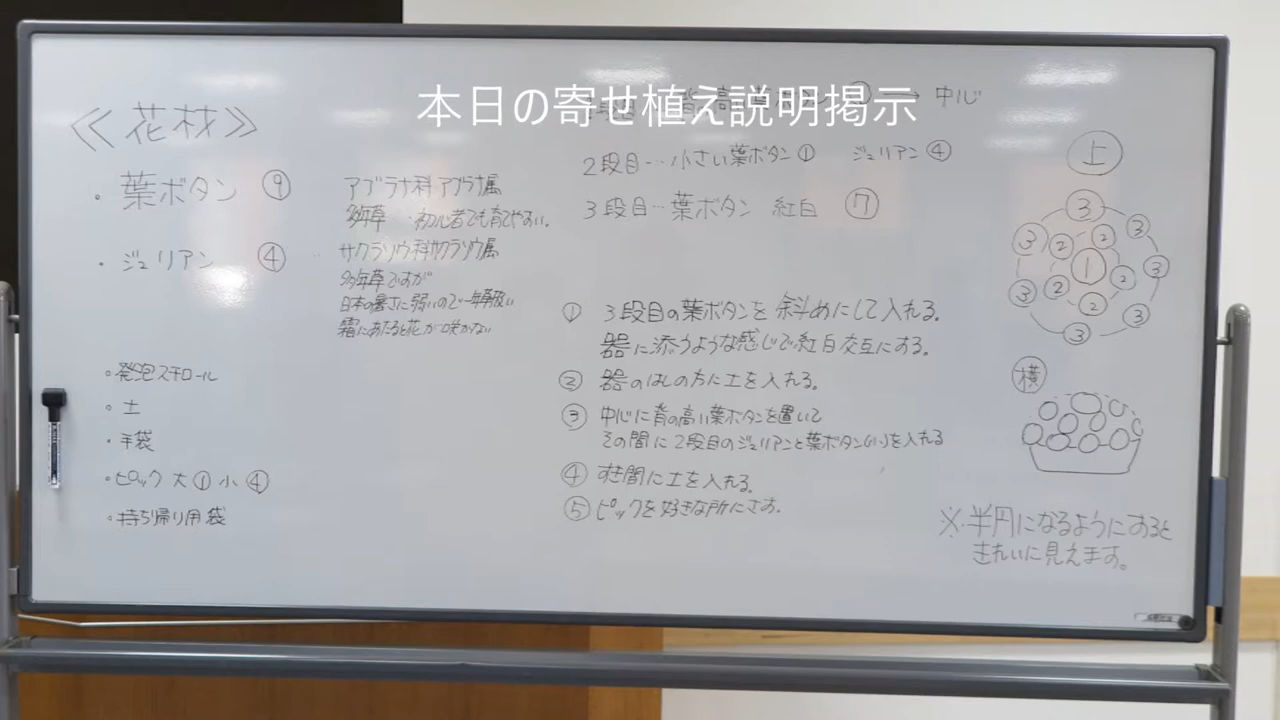 本日の寄せ植え説明掲示
≪花材≫
・葉ボタン ⑨
アブラナ科アブラナ属
多年草 ・初心者でも育てやすい。
・ジュリアン ④
サクラソウ科サクラソウ属
多年草ですが
日本の暑さに弱いので一年草扱い
霜にあたると花が咲かない
・発泡スチロール
・土
・手袋
・ピック 大① 小④
・持ち帰り用袋
→ 中心
2段目…小さい葉ボタン① ジュリアン④
3段目…葉ボタン 紅白 ⑦
① 3段目の葉ボタンを斜めにして入れる。
器に添うような感じで紅白交互にする。
② 器のはしの方に土を入れる。
③ 中心に背の高い葉ボタンを置いて
その間に2段目のジュリアンと葉ボタン(小)を入れる
④ すき間に土を入れる。
⑤ ピックを好きな所にさす。
上
③
③ ② ② ③
① ③
③ ② ② ②
③ ③
横
※半円になるようにすると
きれいに見えます。